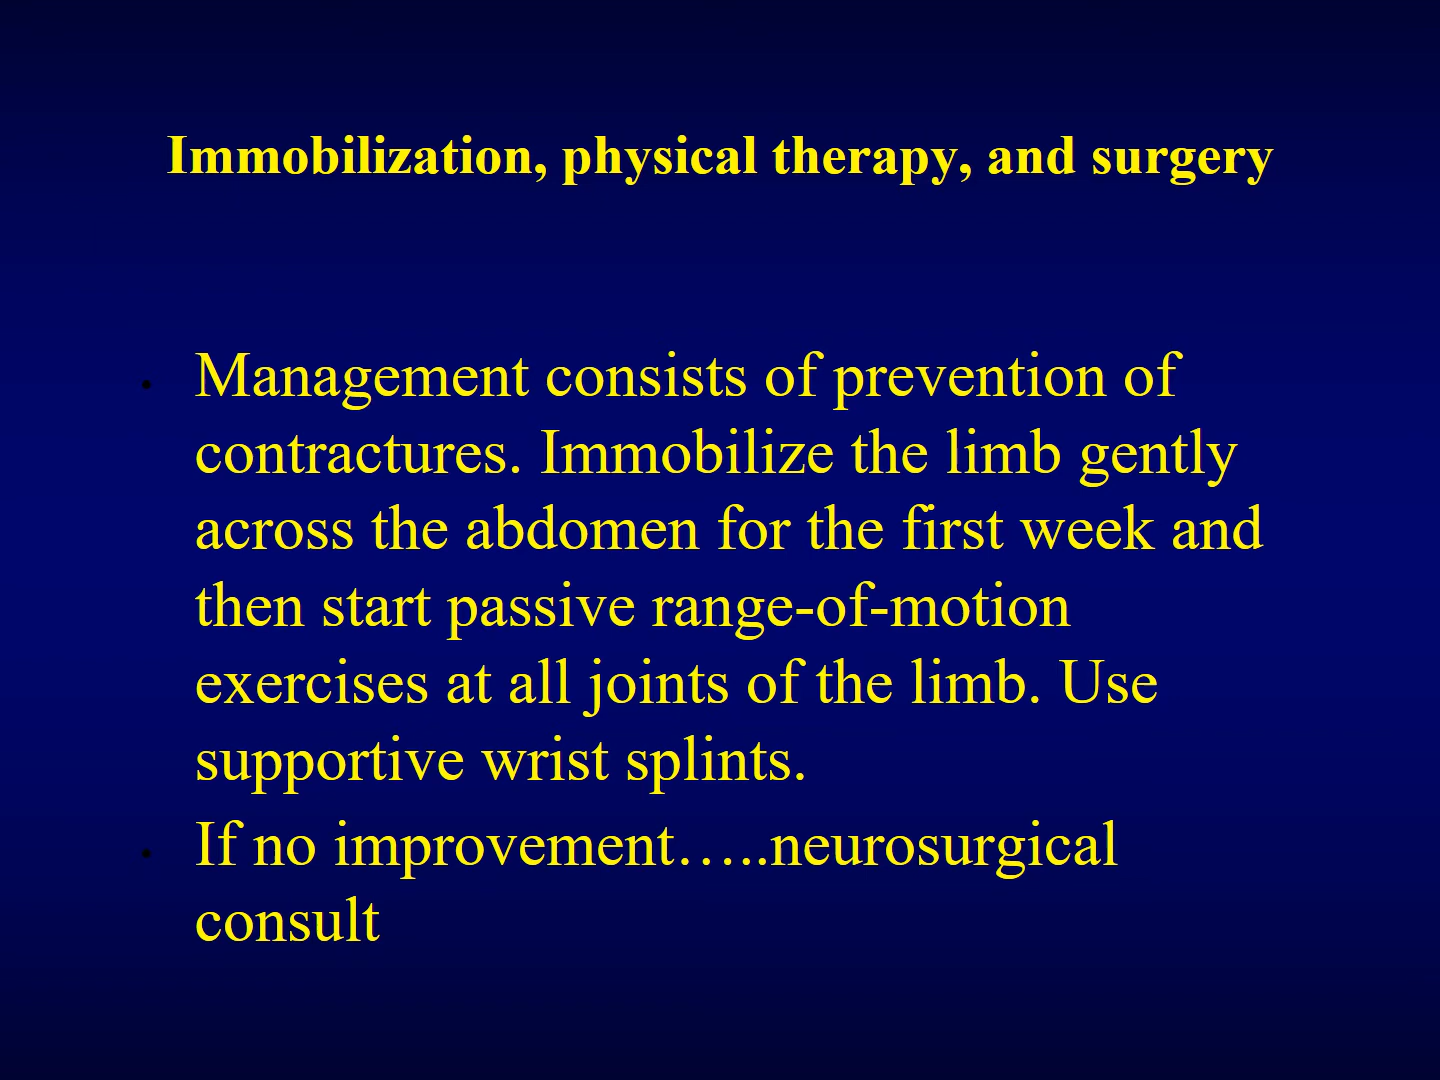 Immobilization, physical therapy, and surgery
• Management consists of prevention of
contractures. Immobilize the limb gently
across the abdomen for the first week and
then start passive range-of-motion
exercises at all joints of the limb. Use
supportive wrist splints.
• If no improvement…..neurosurgical
consult